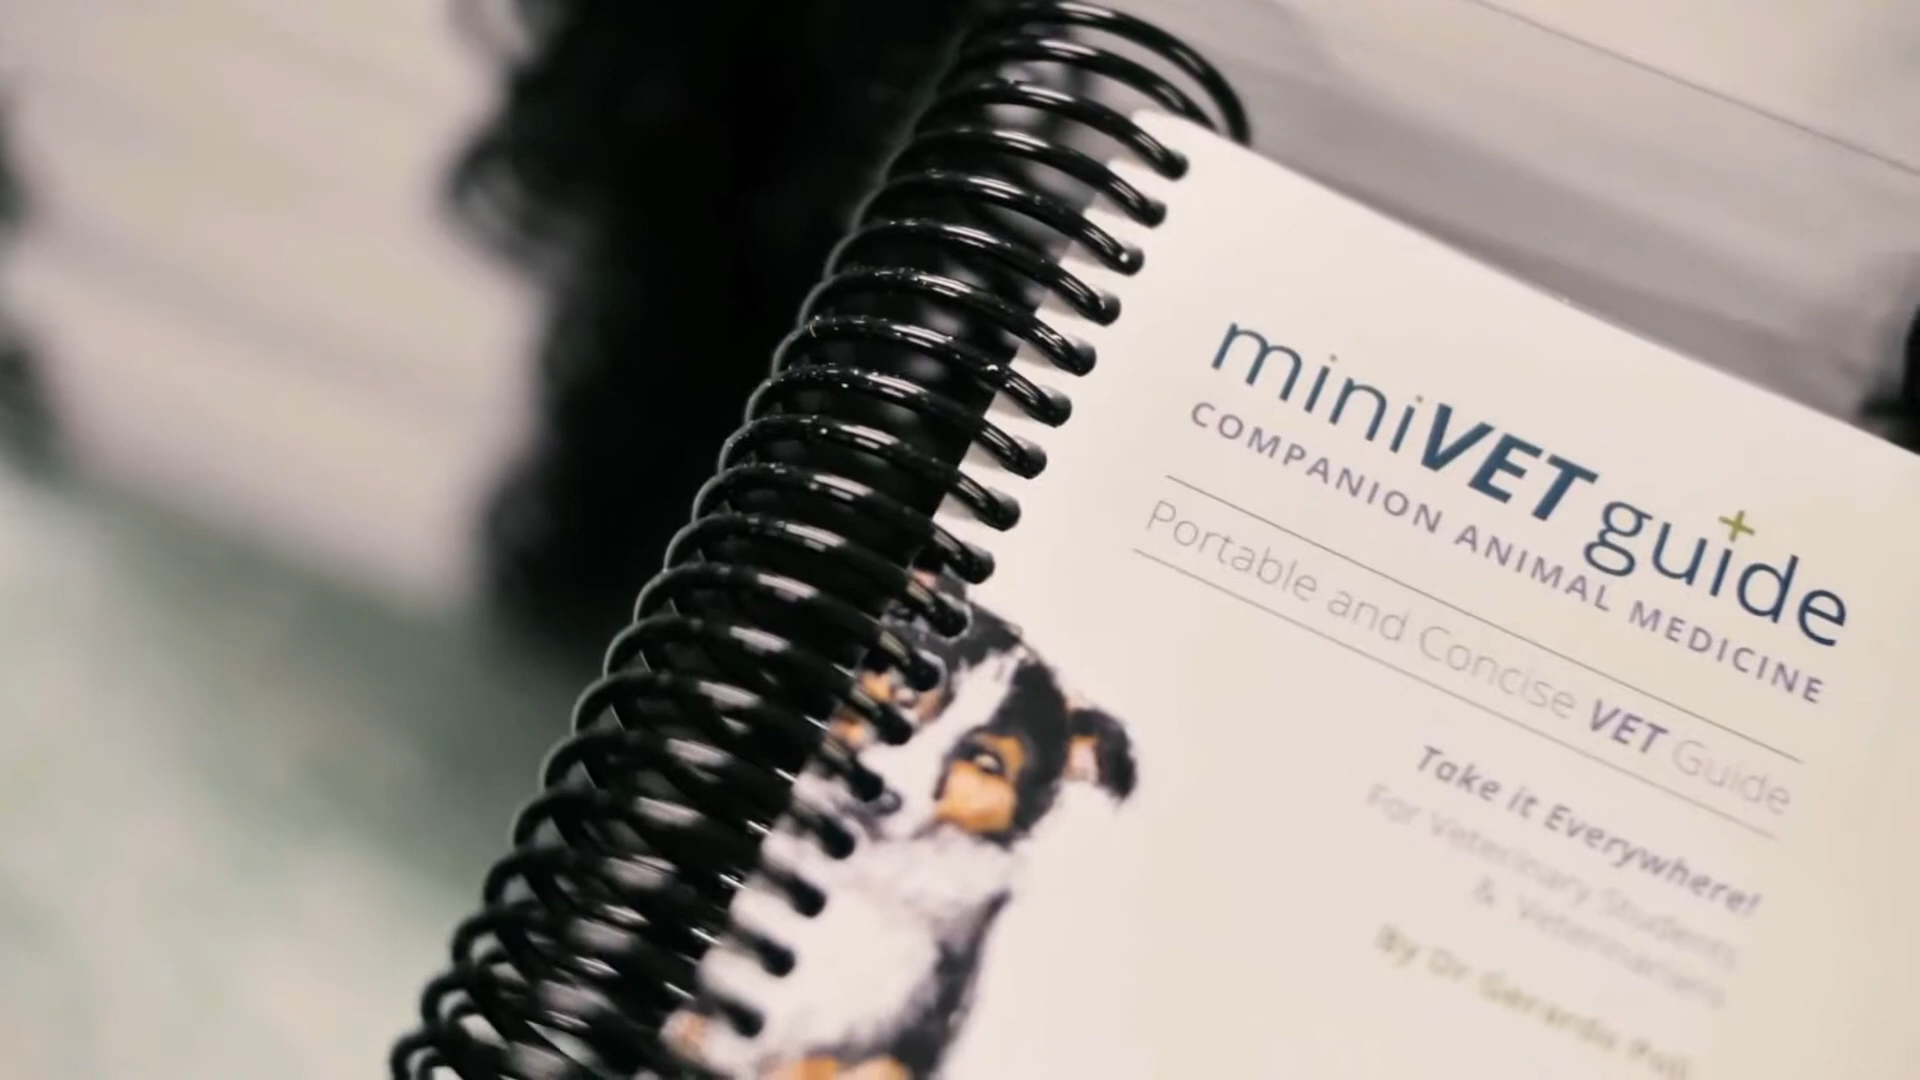 miniVET guide
COMPANION ANIMAL MEDICINE
Portable and Concise VET Guide
Take it Everywhere!
For Veterinary Students
& Veterinarians
By Dr Gerardo Poli